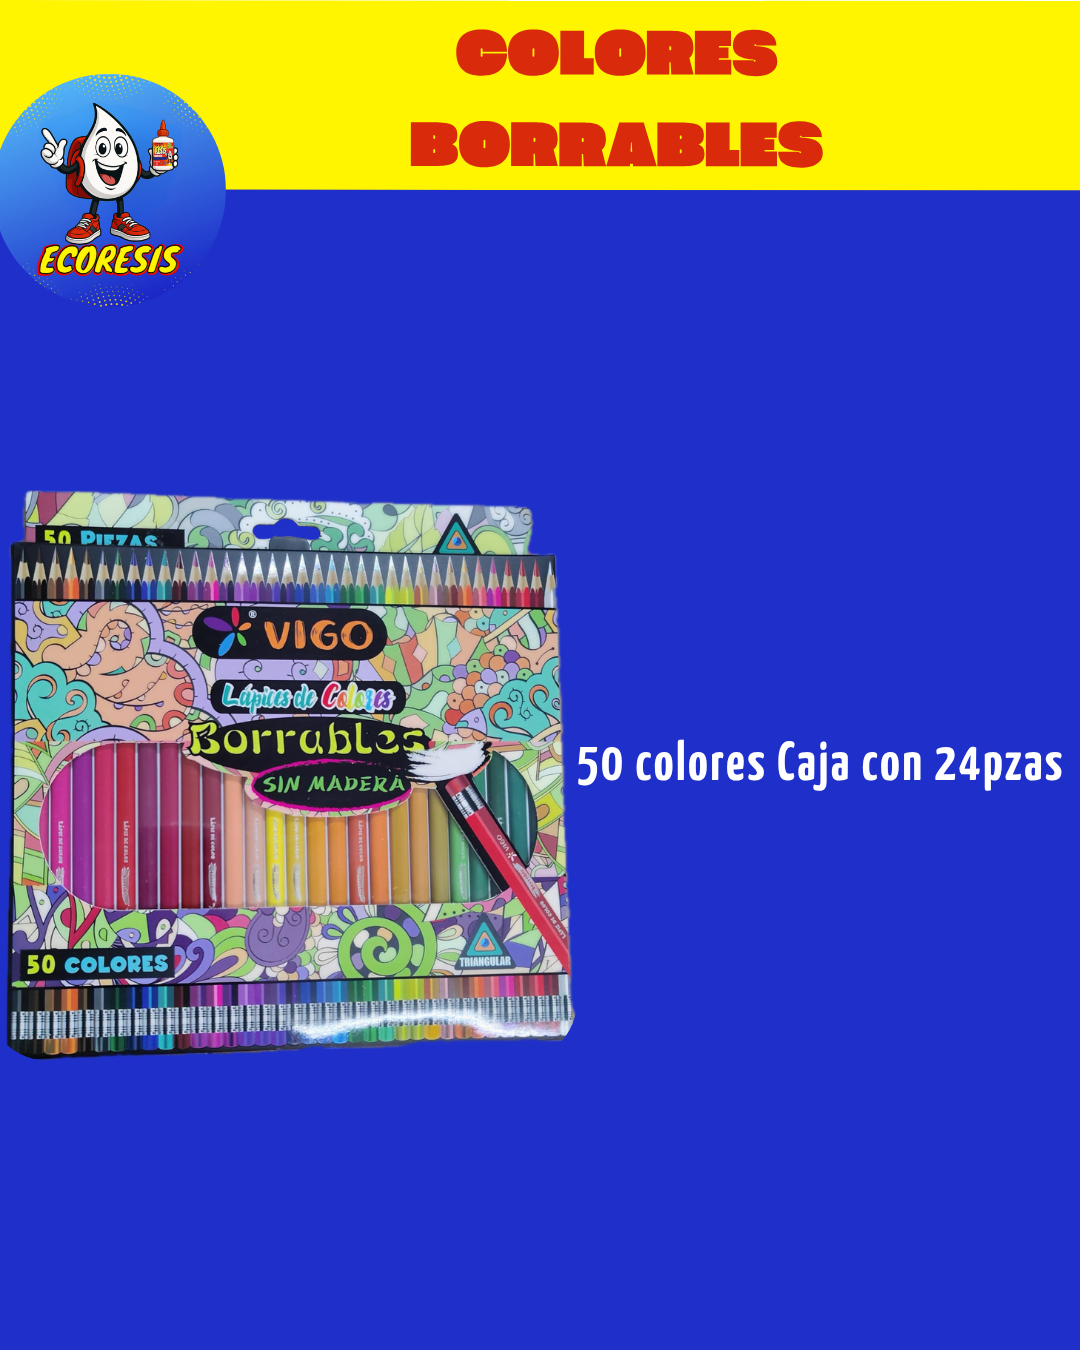 COLORES
BORRABLES
ECORESIS
50 PIEZAS
® VIGO
Lápices de Colores
Borrables
SIN MADERA
50 colores Caja con 24pzas
VIGO
50 COLORES
TRIANGULAR